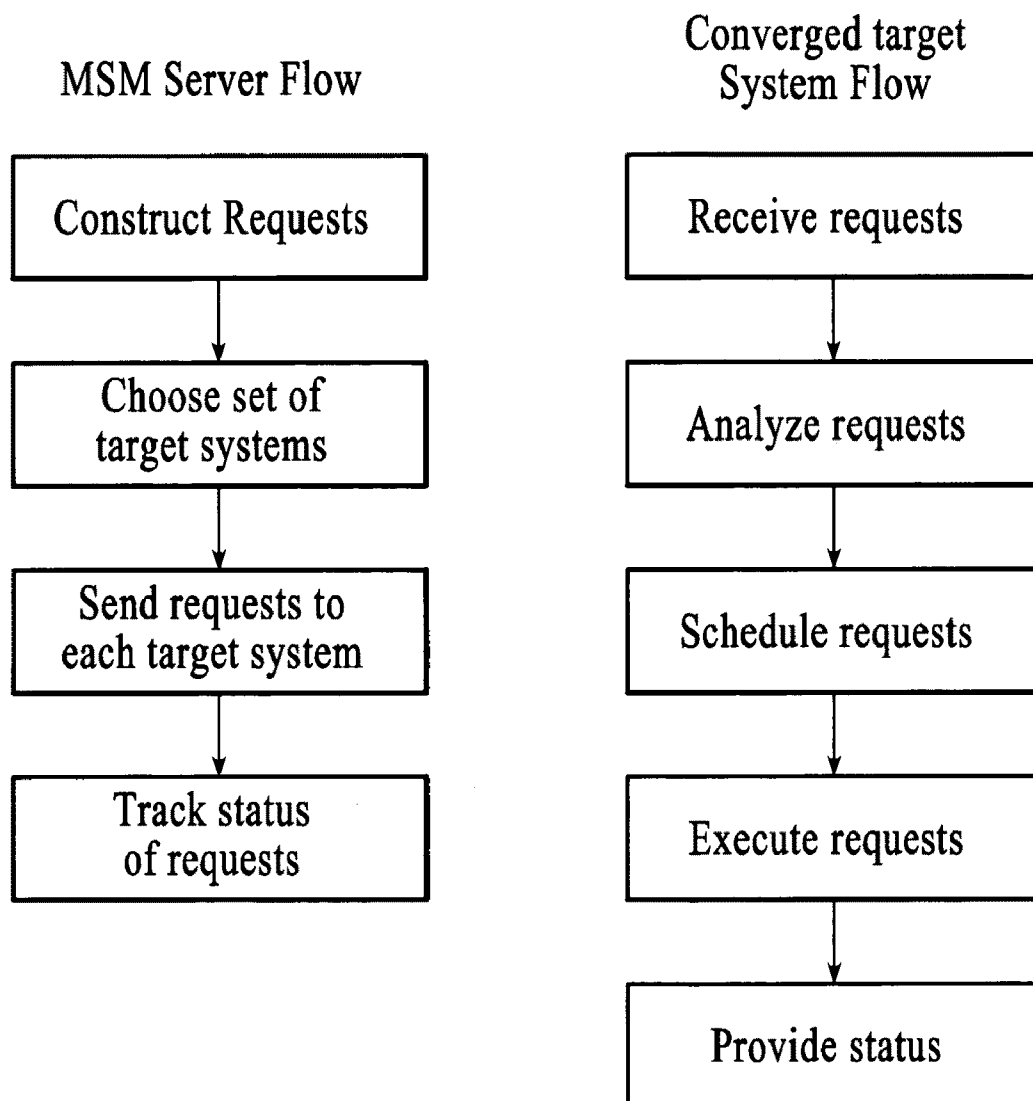 MSM Server Flow
Construct Requests
Choose set of
target systems
Send requests to
each target system
Track status
of requests
Converged target
System Flow
Receive requests
Analyze requests
Schedule requests
Execute requests
Provide status